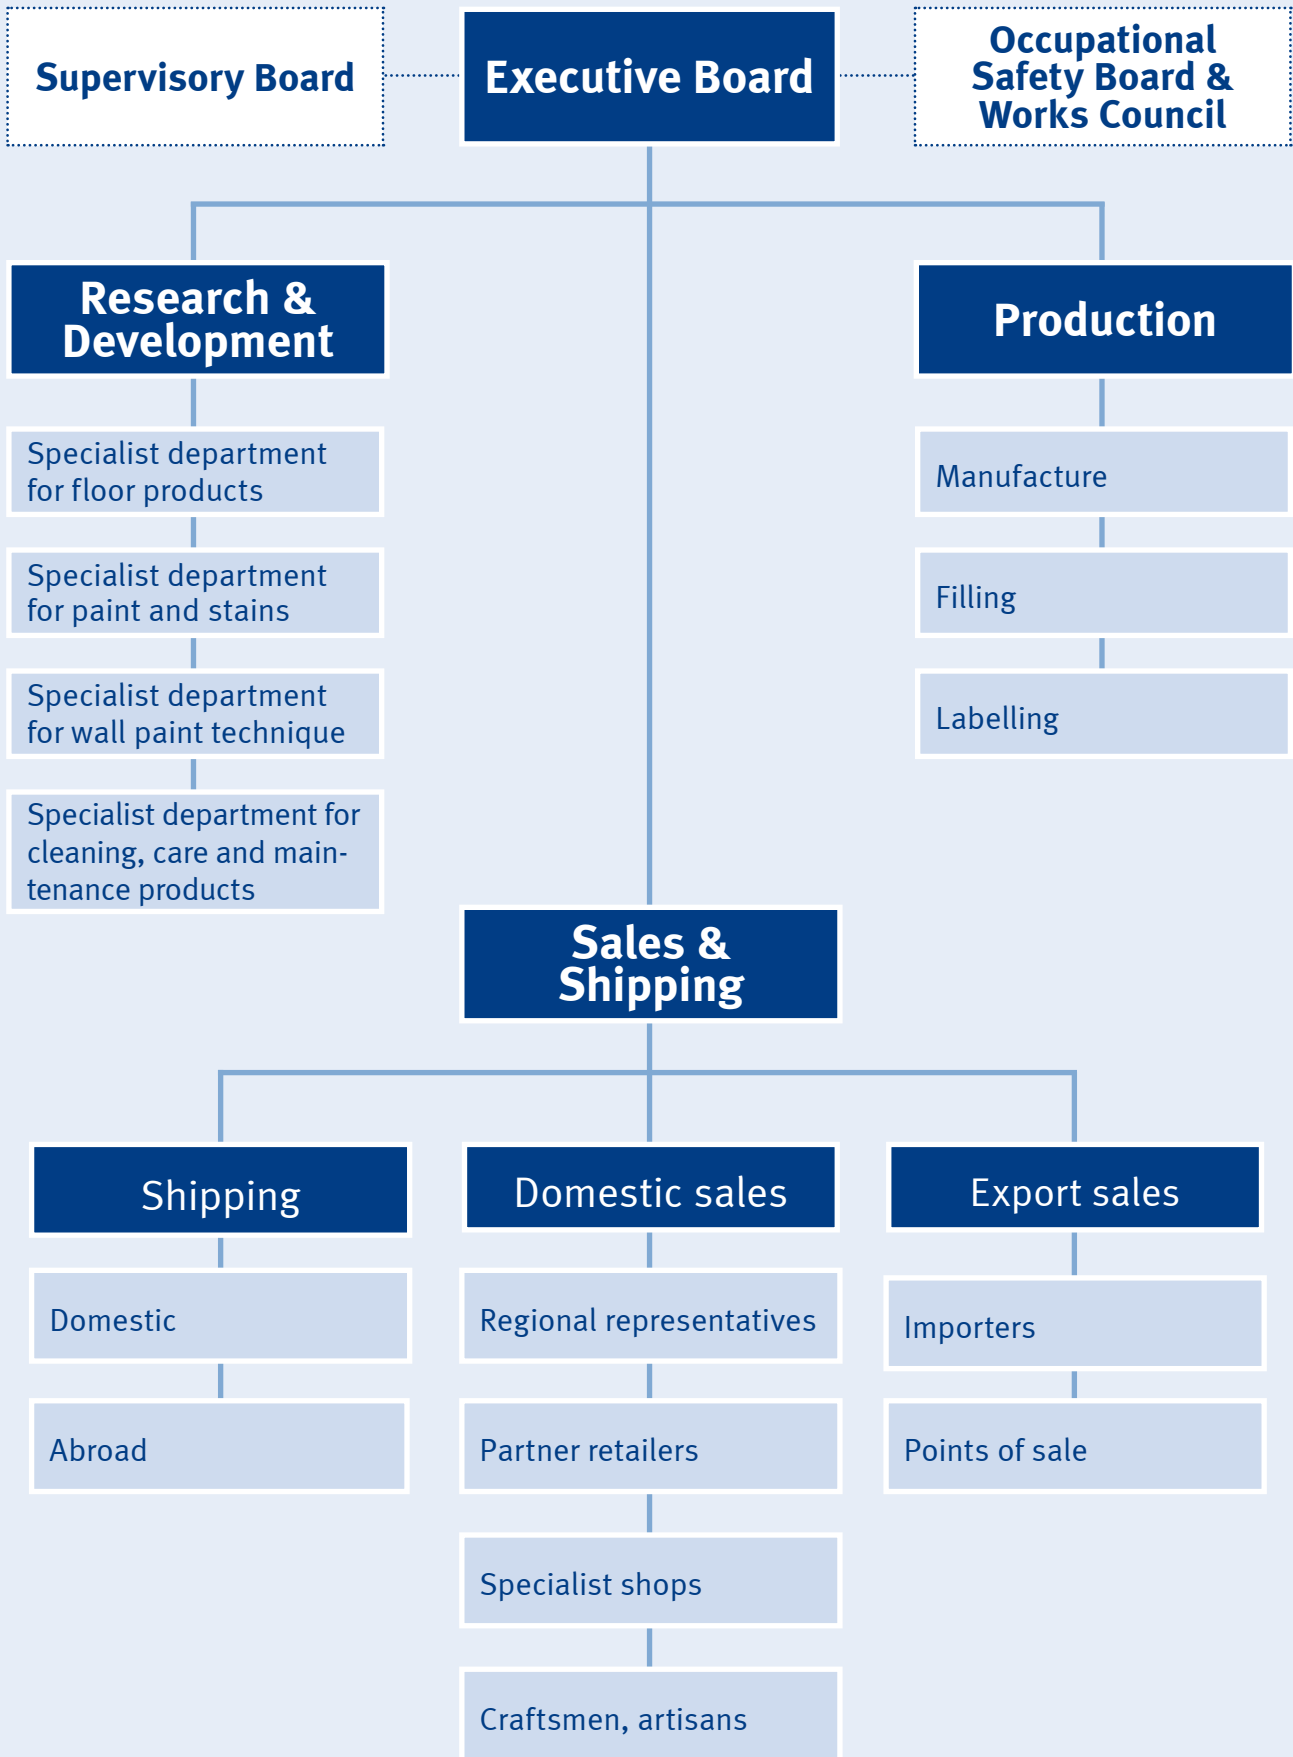 Supervisory Board
Executive Board
Occupational
Safety Board &
Works Council
Research &
Development
Production
Specialist department
for floor products
Specialist department
for paint and stains
Specialist department
for wall paint technique
Specialist department for
cleaning, care and main-
tenance products
Manufacture
Filling
Labelling
Sales &
Shipping
Shipping
Domestic
Abroad
Domestic sales
Regional representatives
Partner retailers
Specialist shops
Craftsmen, artisans
Export sales
Importers
Points of sale